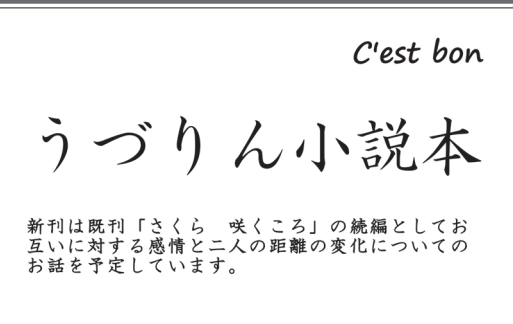 C'est bon
うづりん小説本
新刊は既刊「さくら　咲くころ」の続編としてお
互いに対する感情と二人の距離の変化についての
お話を予定しています。